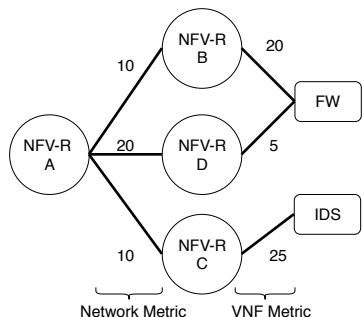 NFV-R
B
20
10
FW
NFV-R
A
20
NFV-R
D
5
IDS
NFV-R
C
10
25
Network Metric
VNF Metric